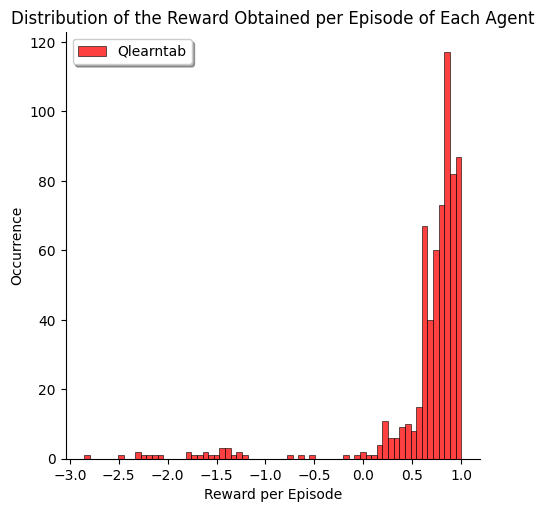 Distribution of the Reward Obtained per Episode of Each Agent
Qlearntab
Occurrence
120
100
80
60
40
20
0
−3.0 −2.5 −2.0 −1.5 −1.0 −0.5 0.0 0.5 1.0
Reward per Episode